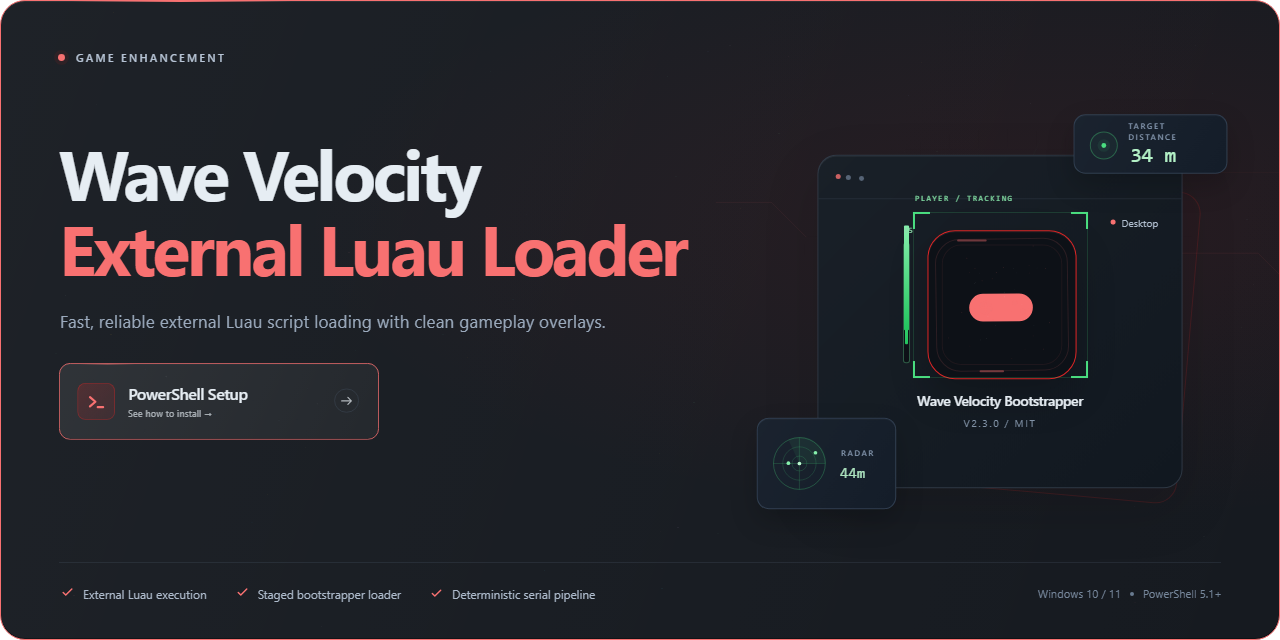 GAME ENHANCEMENT
Wave Velocity
External Luau Loader
Fast, reliable external Luau script loading with clean gameplay overlays.
PowerShell Setup
See how to install →
TARGET
DISTANCE
34 m
PLAYER / TRACKING
Desktop
Wave Velocity Bootstrapper
V2.3.0 / MIT
RADAR
44m
External Luau execution
Staged bootstrapper loader
Deterministic serial pipeline
Windows 10 / 11 • PowerShell 5.1+